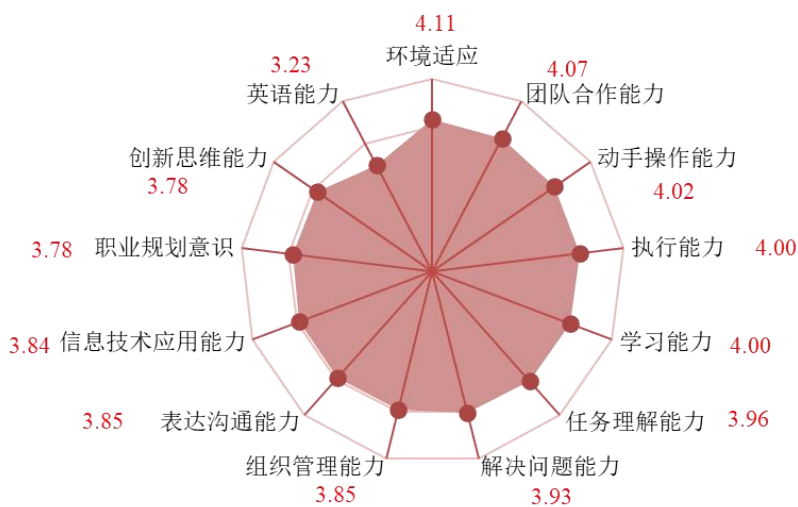 4.11
环境适应
4.07
团队合作能力
动手操作能力
4.02
执行能力
4.00
学习能力
4.00
任务理解能力
3.96
解决问题能力
3.93
组织管理能力
3.85
表达沟通能力
3.85
信息技术应用能力
3.84
职业规划意识
3.78
创新思维能力
3.78
3.23
英语能力